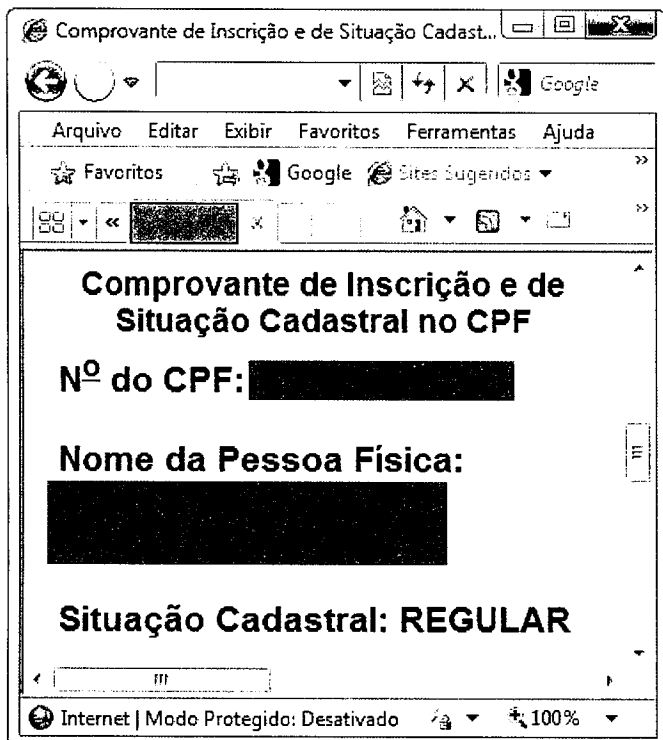 Comprovante de Inscrição e de Situação Cadast...
Google
Arquivo Editar Exibir Favoritos Ferramentas Ajuda
Favoritos Google Sites Sugeridos
Comprovante de Inscrição e de
Situação Cadastral no CPF
Nº do CPF:
Nome da Pessoa Física:
Situação Cadastral: REGULAR
Internet | Modo Protegido: Desativado 100%